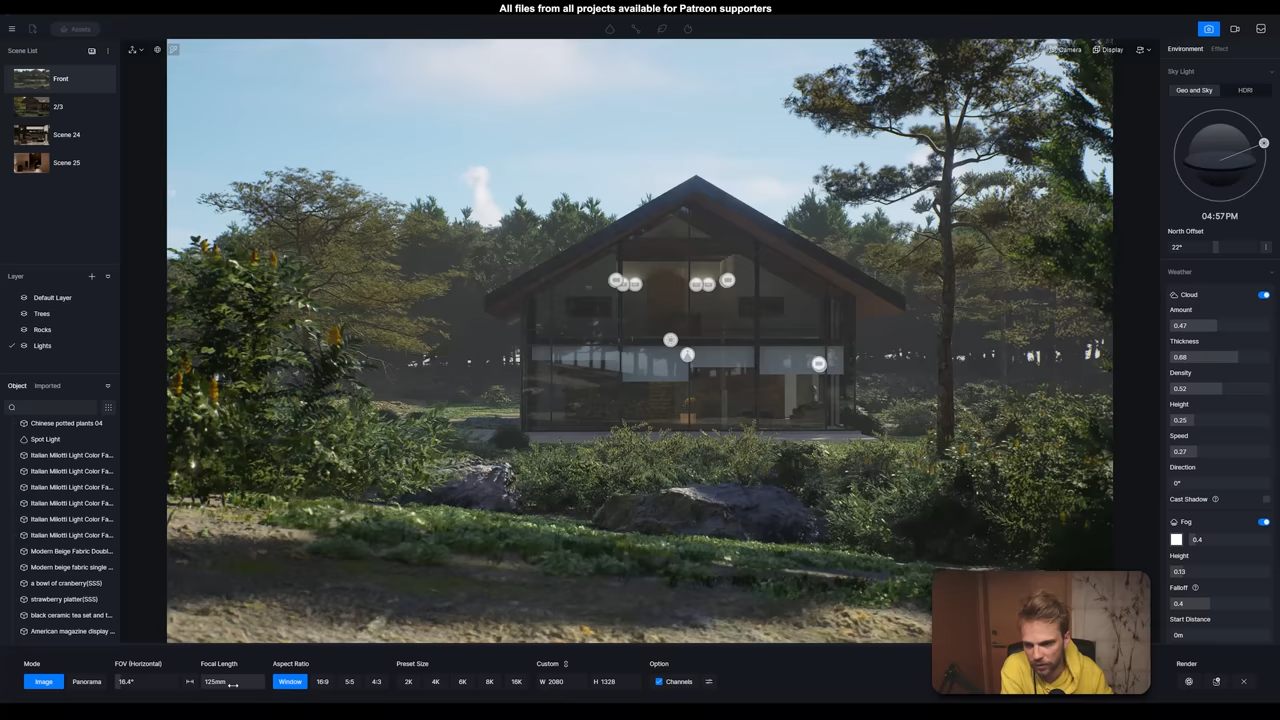 All files from all projects available for Patreon supporters
Assets
Scene List
Front
2/3
Scene 24
Scene 25
Layer
Default Layer
Trees
Rocks
Lights
Object Imported
Chinese potted plants 04
Spot Light
Italian Milotti Light Color Fa...
Italian Milotti Light Color Fa...
Italian Milotti Light Color Fa...
Italian Milotti Light Color Fa...
Italian Milotti Light Color Fa...
Italian Milotti Light Color Fa...
Modern Beige Fabric Doubl...
Modern beige fabric single ...
a bowl of cranberry(SSS)
strawberry platter(SSS)
black ceramic tea set and t...
American magazine display ...
Camera Display
Environment Effect
Sky Light
Geo and Sky HDRI
04:57PM
North Offset
22°
Weather
Cloud
Amount
0.47
Thickness
0.68
Density
0.52
Height
0.25
Speed
0.27
Direction
0°
Cast Shadow
Fog
0.4
Height
0.13
Falloff
0.4
Start Distance
0m
Mode FOV (Horizontal) Focal Length Aspect Ratio Preset Size Custom Option Render
Image Panorama 16.4° 125mm Window 16:9 5:5 4:3 2K 4K 6K 8K 16K W 2080 H 1328 Channels